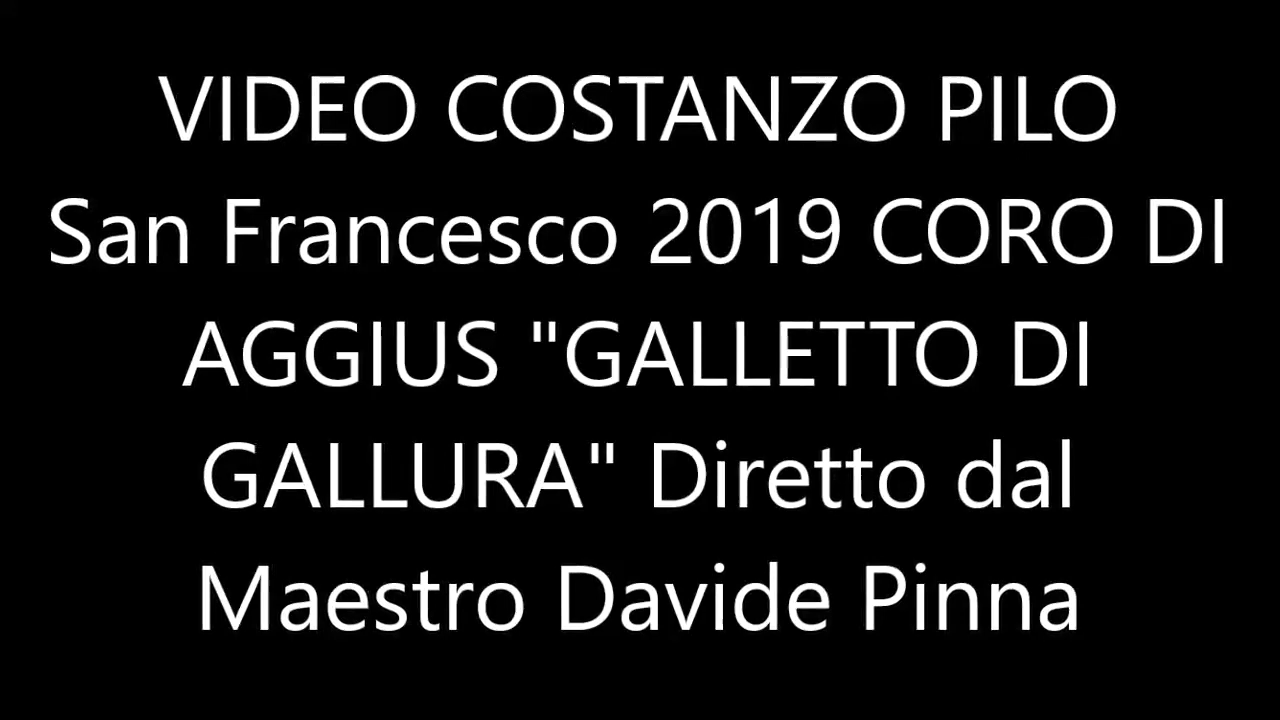 VIDEO COSTANZO PILO
San Francesco 2019 CORO DI
AGGIUS "GALLETTO DI
GALLURA" Diretto dal
Maestro Davide Pinna